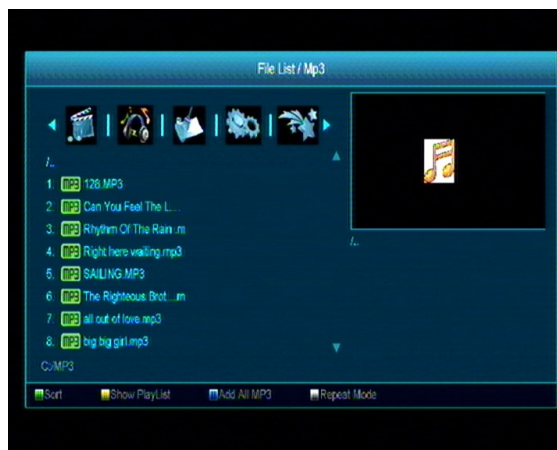 File List / Mp3
/..
1. MP3 128.MP3
2. MP3 Can You Feel The L....
3. MP3 Rhythm Of The Rain .m
4. MP3 Right here waiting.mp3
5. MP3 SAILING.MP3
6. MP3 The Righteous Brot...m
7. MP3 all out of love.mp3
8. MP3 big big girl.mp3
/..
C:/MP3
Sort Show PlayList Add All MP3 Repeat Mode